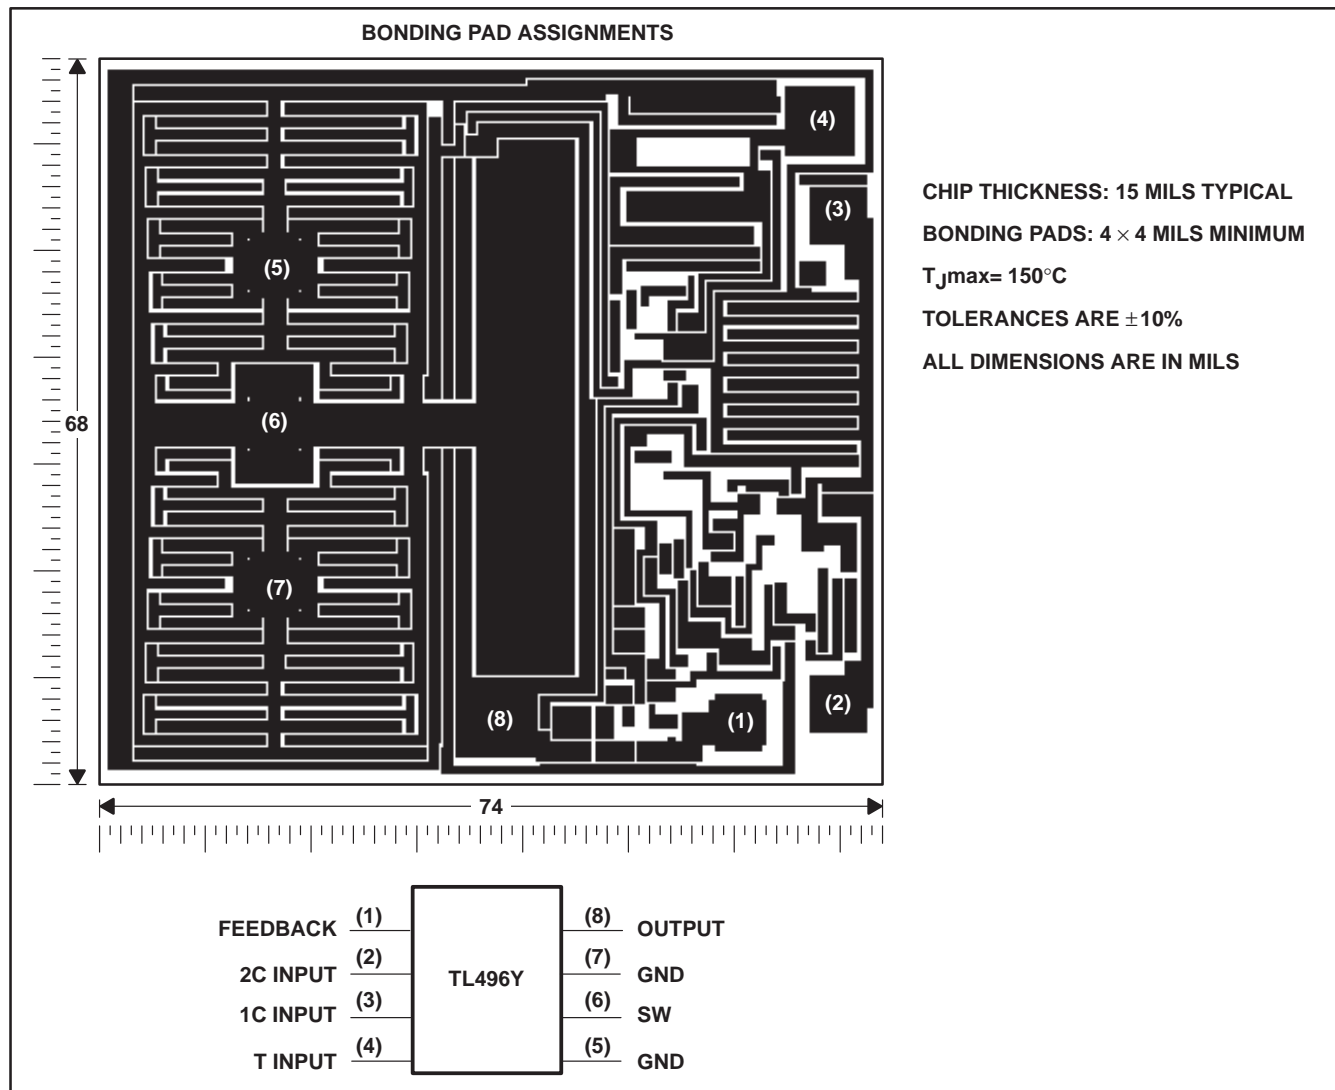 BONDING PAD ASSIGNMENTS
(4)
(3)
(5)
(6)
(7)
(8)
(1)
(2)
68
74
CHIP THICKNESS: 15 MILS TYPICAL
BONDING PADS: 4 × 4 MILS MINIMUM
TJmax= 150°C
TOLERANCES ARE ±10%
ALL DIMENSIONS ARE IN MILS
FEEDBACK (1)
2C INPUT (2)
1C INPUT (3)
T INPUT (4)
TL496Y
(8) OUTPUT
(7) GND
(6) SW
(5) GND